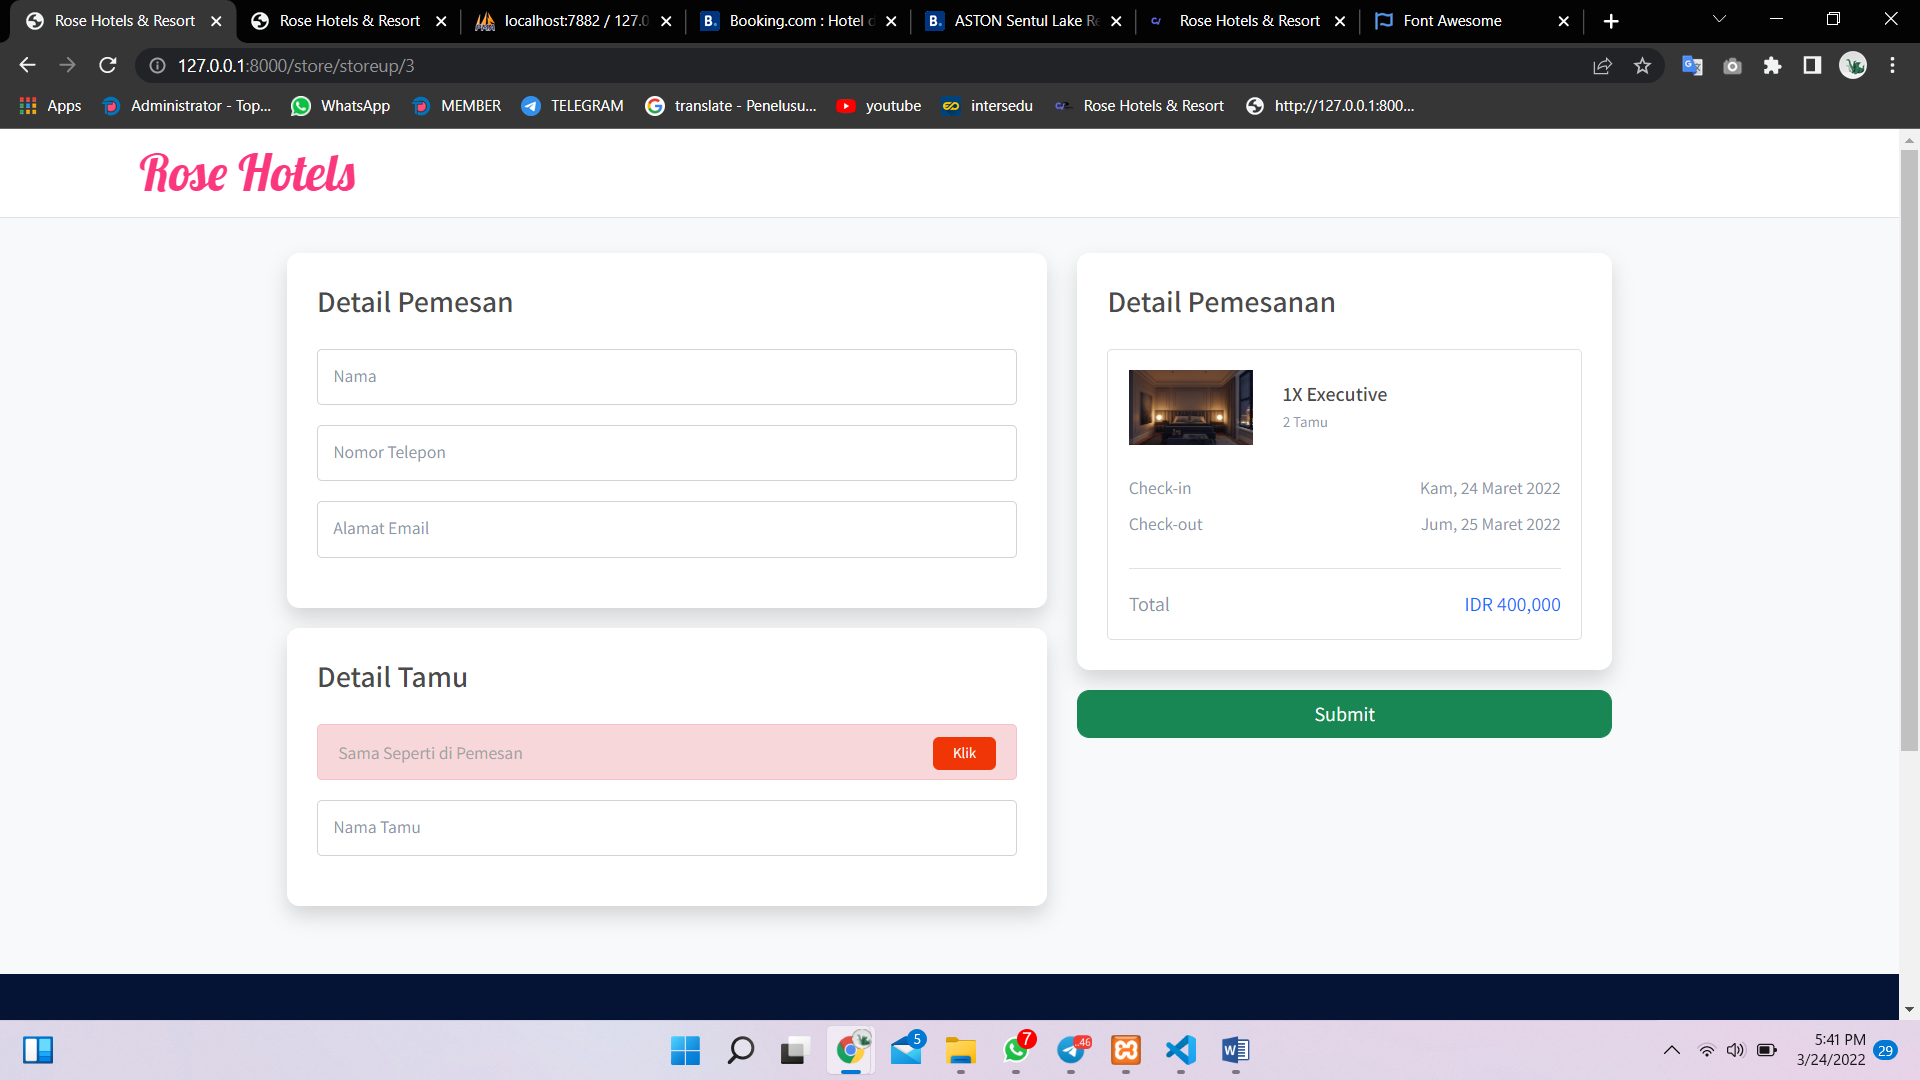 Rose Hotels & Resort
Rose Hotels & Resort
localhost:7882 / 127.0
Booking.com : Hotel d
ASTON Sentul Lake Re
Rose Hotels & Resort
Font Awesome
127.0.0.1:8000/store/storeup/3
Apps
Administrator - Top...
WhatsApp
MEMBER
TELEGRAM
translate - Penelusu...
youtube
intersedu
Rose Hotels & Resort
http://127.0.0.1:800...
Rose Hotels
Detail Pemesan
Nama
Nomor Telepon
Alamat Email
Detail Tamu
Sama Seperti di Pemesan
Klik
Nama Tamu
Detail Pemesanan
1X Executive
2 Tamu
Check-in Kam, 24 Maret 2022
Check-out Jum, 25 Maret 2022
Total IDR 400,000
Submit
5
7
46
5:41 PM
3/24/2022
29